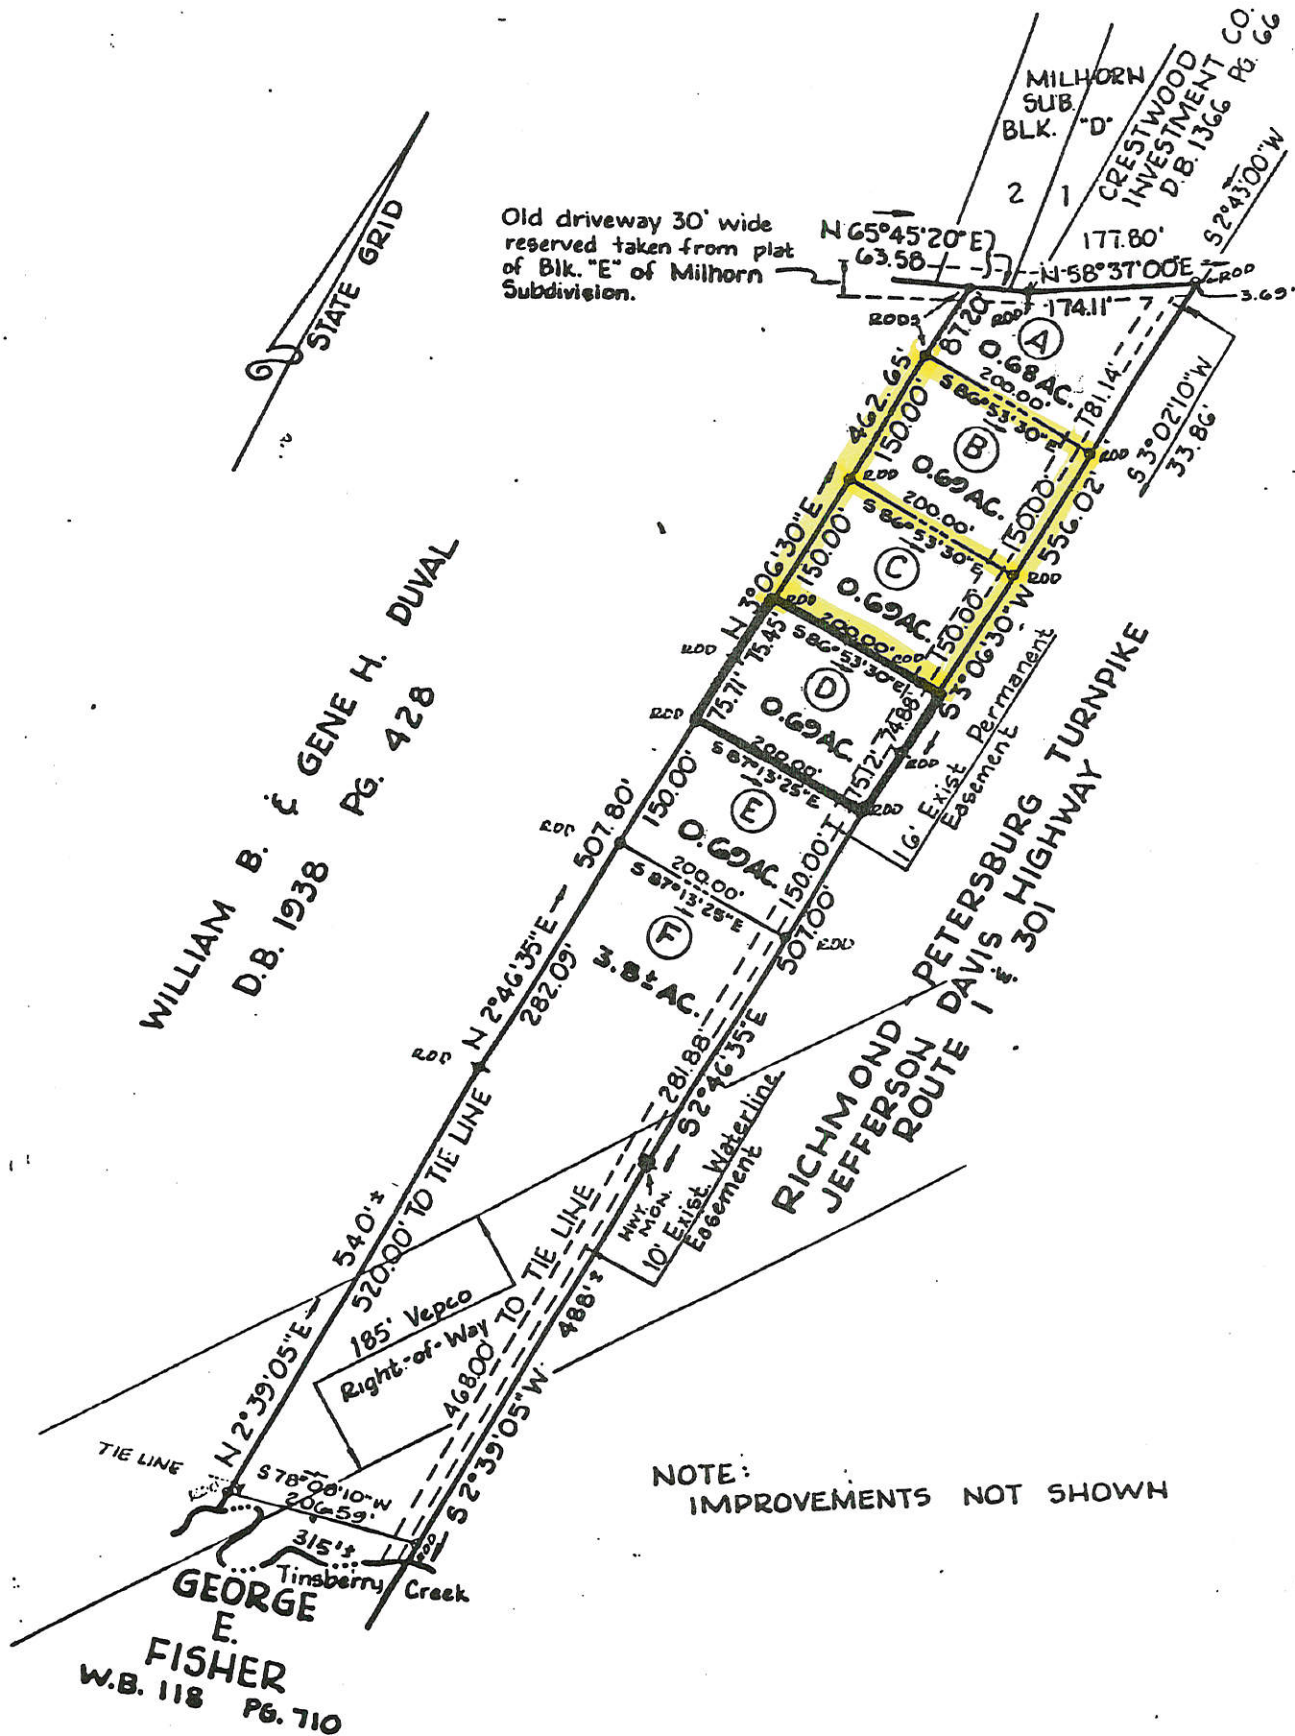 MILHORN
SUB.
BLK. "D"
2
1
CRESTWOOD
INVESTMENT CO.
D.B. 1366 PG. 66
STATE GRID
Old driveway 30' wide
reserved taken from plat
of Blk. "E" of Milhorn
Subdivision.
N 65°45'20"E
63.58
177.80'
N 58°37'00"E
S 2°43'00"W
ROD
3.69'
174.11'
RODS
ROD
87.20'
A
0.68 AC.
200.00'
S 86°53'30"E
181.14'
S 3°02'10"W
33.86'
462.65'
150.00'
B
0.69 AC.
150.00'
ROD
556.02'
ROD
200.00'
S 86°53'30"E
ROD
N 3°06'30"E
150.00'
C
0.69 AC.
150.00'
S 3°06'30"W
ROD
200.00'
ROD
S 86°53'30"E
ROD
75.45'
75.71'
D
0.69 AC.
74.88'
75.12'
ROD
16' Exist Permanent
Easement
ROD
200.00'
S 87°13'25"E
ROD
507.80'
150.00'
E
0.69 AC.
150.00'
ROD
200.00'
S 87°13'25"E
ROD
507.00'
F
3.8± AC.
N 2°46'35"E
282.09'
281.88'
S 2°46'35"E
WILLIAM B. & GENE H. DUVAL
D.B. 1938 PG. 428
RICHMOND PETERSBURG TURNPIKE
JEFFERSON DAVIS HIGHWAY
ROUTE 1 & 301
ROD
HWY.
MON.
10' Exist. Waterline
Easement
540'±
520.00' TO TIE LINE
N 2°39'05"E
185' Vepco
Right-of-Way
468.00' TO TIE LINE
488'±
S 2°39'05"W
TIE LINE
S 78°00'10"W
206.59'
ROD
315'±
Tinsberry Creek
GEORGE
E.
FISHER
W.B. 118 PG. 710
NOTE:
IMPROVEMENTS NOT SHOWN